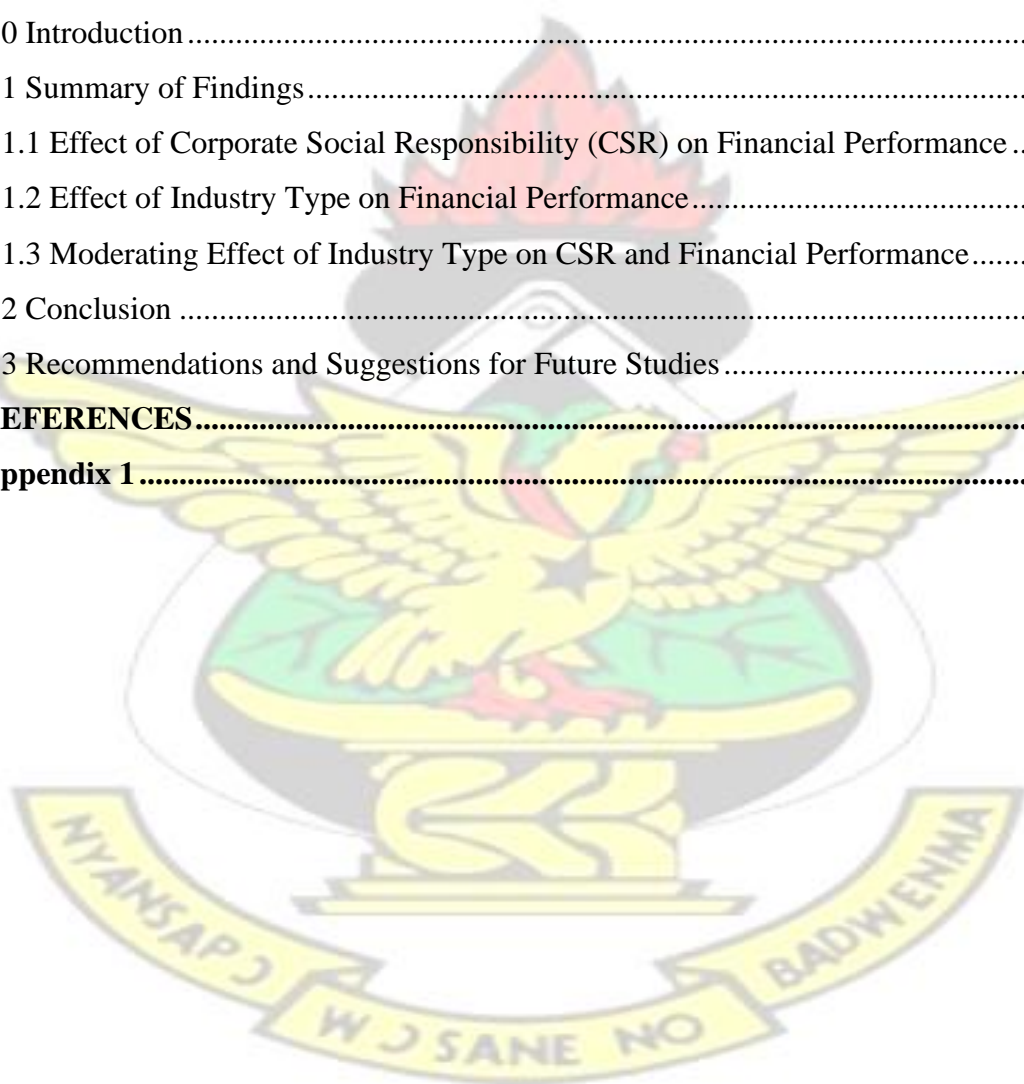 0 Introduction ................................................................
1 Summary of Findings ................................................................
1.1 Effect of Corporate Social Responsibility (CSR) on Financial Performance ..
1.2 Effect of Industry Type on Financial Performance ................................
1.3 Moderating Effect of Industry Type on CSR and Financial Performance .......
2 Conclusion ................................................................
3 Recommendations and Suggestions for Future Studies ................................
EFERENCES ................................................................
ppendix 1 ................................................................
NYANSAPƆ
WƆSANE NO
BADWENMA